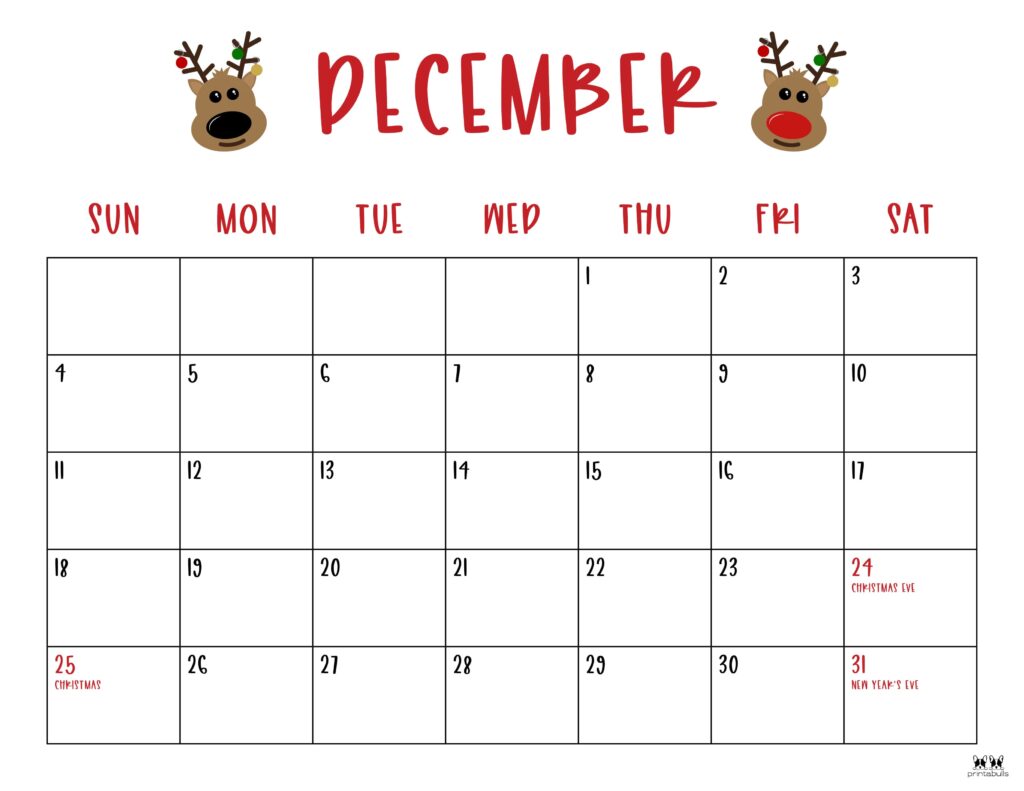 DECEMBER
SUN MON TUE WED THU FRI SAT
1 2 3
4 5 6 7 8 9 10
11 12 13 14 15 16 17
18 19 20 21 22 23 24
CHRISTMAS EVE
25 26 27 28 29 30 31
CHRISTMAS NEW YEAR'S EVE
printabulls